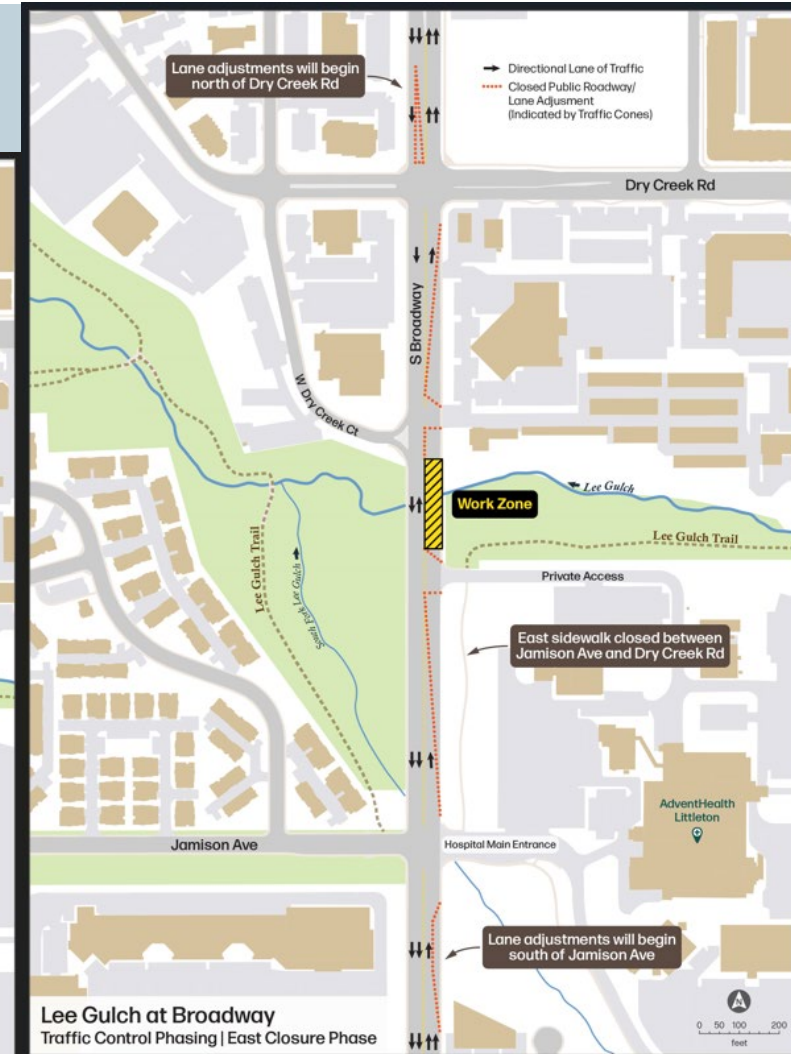 Lane adjustments will begin
north of Dry Creek Rd
Directional Lane of Traffic
Closed Public Roadway/
Lane Adjusment
(Indicated by Traffic Cones)
Dry Creek Rd
S Broadway
W Dry Creek Ct
Work Zone
Lee Gulch
Lee Gulch Trail
Lee Gulch Trail
South Fork Lee Gulch
Private Access
East sidewalk closed between
Jamison Ave and Dry Creek Rd
AdventHealth
Littleton
Jamison Ave
Hospital Main Entrance
Lane adjustments will begin
south of Jamison Ave
Lee Gulch at Broadway
Traffic Control Phasing | East Closure Phase
N
0 50 100 200
feet